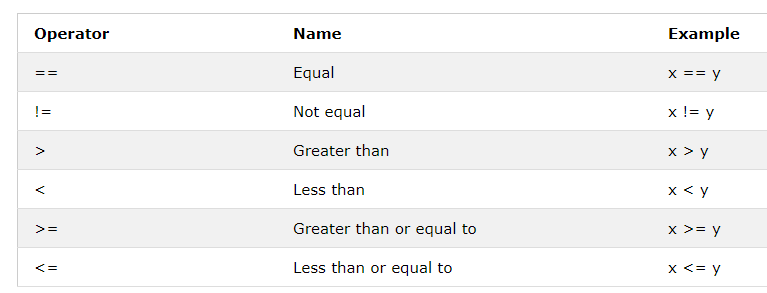 Operator Name Example
== Equal x == y
!= Not equal x != y
> Greater than x > y
< Less than x < y
>= Greater than or equal to x >= y
<= Less than or equal to x <= y